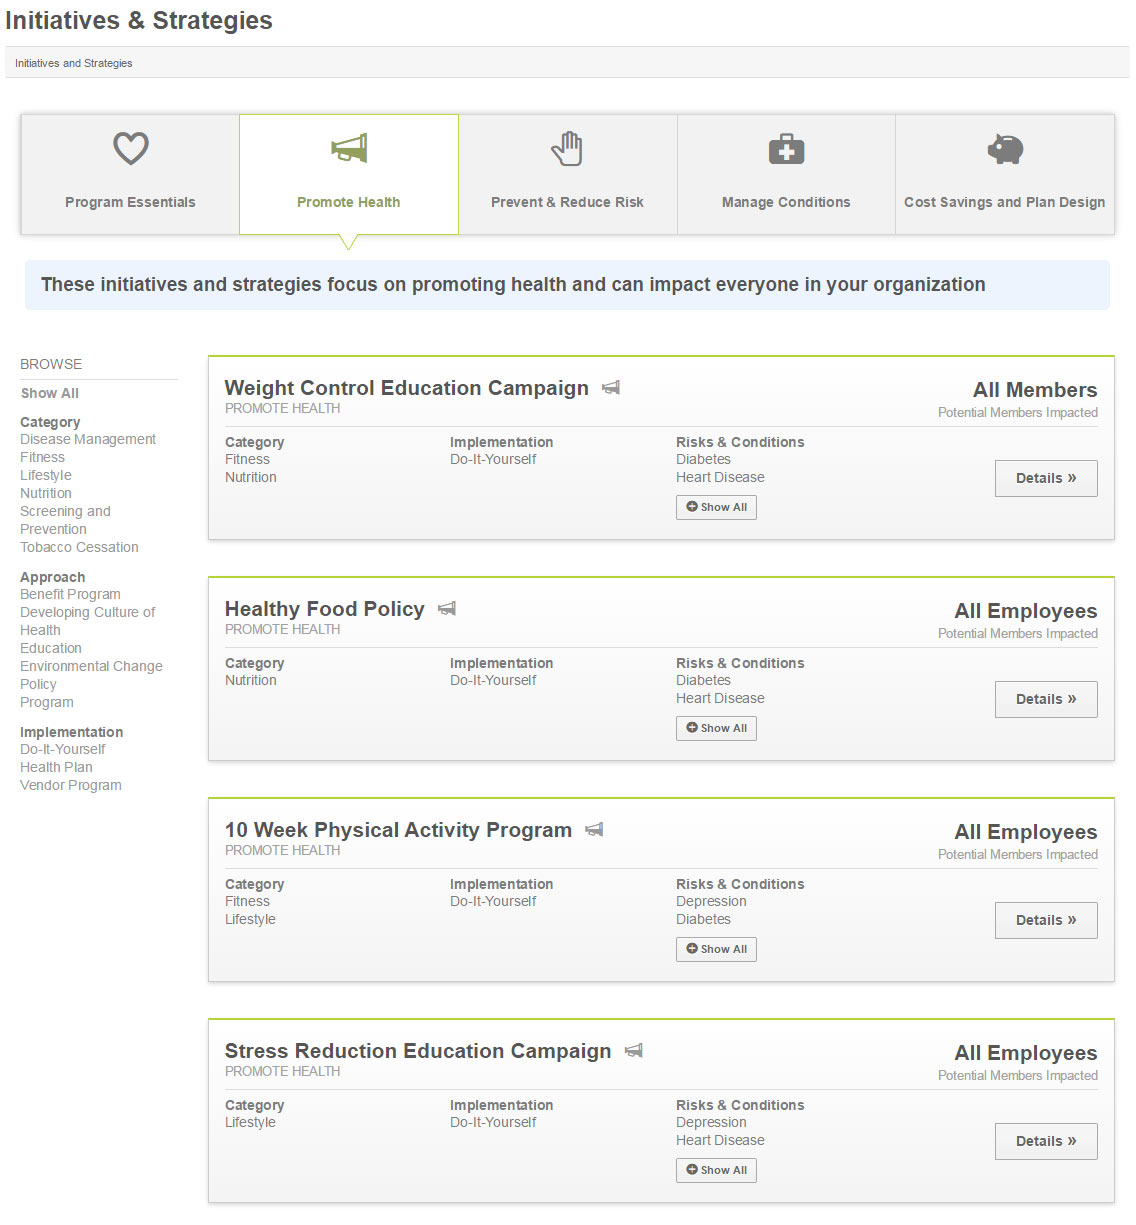 Initiatives & Strategies
Initiatives and Strategies
Program Essentials
Promote Health
Prevent & Reduce Risk
Manage Conditions
Cost Savings and Plan Design
These initiatives and strategies focus on promoting health and can impact everyone in your organization
BROWSE
Show All
Category
Disease Management
Fitness
Lifestyle
Nutrition
Screening and
Prevention
Tobacco Cessation
Approach
Benefit Program
Developing Culture of
Health
Education
Environmental Change
Policy
Program
Implementation
Do-It-Yourself
Health Plan
Vendor Program
Weight Control Education Campaign
PROMOTE HEALTH
All Members
Potential Members Impacted
Category
Fitness
Nutrition
Implementation
Do-It-Yourself
Risks & Conditions
Diabetes
Heart Disease
Show All
Details »
Healthy Food Policy
PROMOTE HEALTH
All Employees
Potential Members Impacted
Category
Nutrition
Implementation
Do-It-Yourself
Risks & Conditions
Diabetes
Heart Disease
Show All
Details »
10 Week Physical Activity Program
PROMOTE HEALTH
All Employees
Potential Members Impacted
Category
Fitness
Lifestyle
Implementation
Do-It-Yourself
Risks & Conditions
Depression
Diabetes
Show All
Details »
Stress Reduction Education Campaign
PROMOTE HEALTH
All Employees
Potential Members Impacted
Category
Lifestyle
Implementation
Do-It-Yourself
Risks & Conditions
Depression
Heart Disease
Show All
Details »